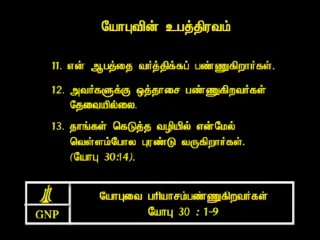 யோபுவின் உபத்திரவம்
11. என் ஆபத்தை வர்த்திக்கப் பண்ணுகிறார்கள்.
12. அவர்களுக்கு ஒத்தாசை பண்ணுகிறவர்கள்
தேவையில்லை.
13. தாங்கள் கெடுத்த வழியில் என்மேல்
வெள்ளம்போல புரண்டு வருகிறார்கள்.
(யோபு 30:14).
யோபுவை பரியாசம்பண்ணுகிறவர்கள்
யோபு 30 : 1-9
GNP